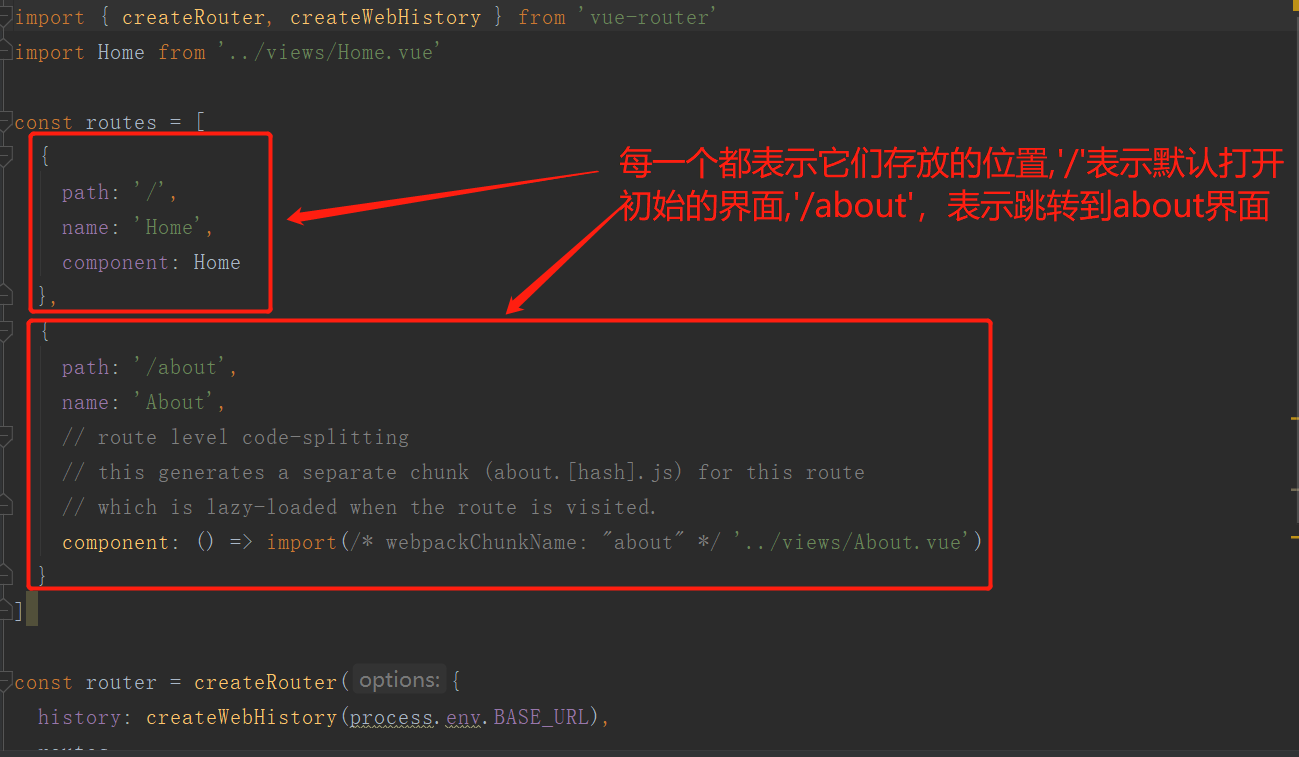 import { createRouter, createWebHistory } from 'vue-router'
import Home from '../views/Home.vue'
const routes = [
{
path: '/',
name: 'Home',
component: Home
},
{
path: '/about',
name: 'About',
// route level code-splitting
// this generates a separate chunk (about.[hash].js) for this route
// which is lazy-loaded when the route is visited.
component: () => import(/* webpackChunkName: "about" */ '../views/About.vue')
}
]
每一个都表示它们存放的位置,'/'表示默认打开
初始的界面,'/about'，表示跳转到about界面
const router = createRouter( options: {
history: createWebHistory(process.env.BASE_URL),